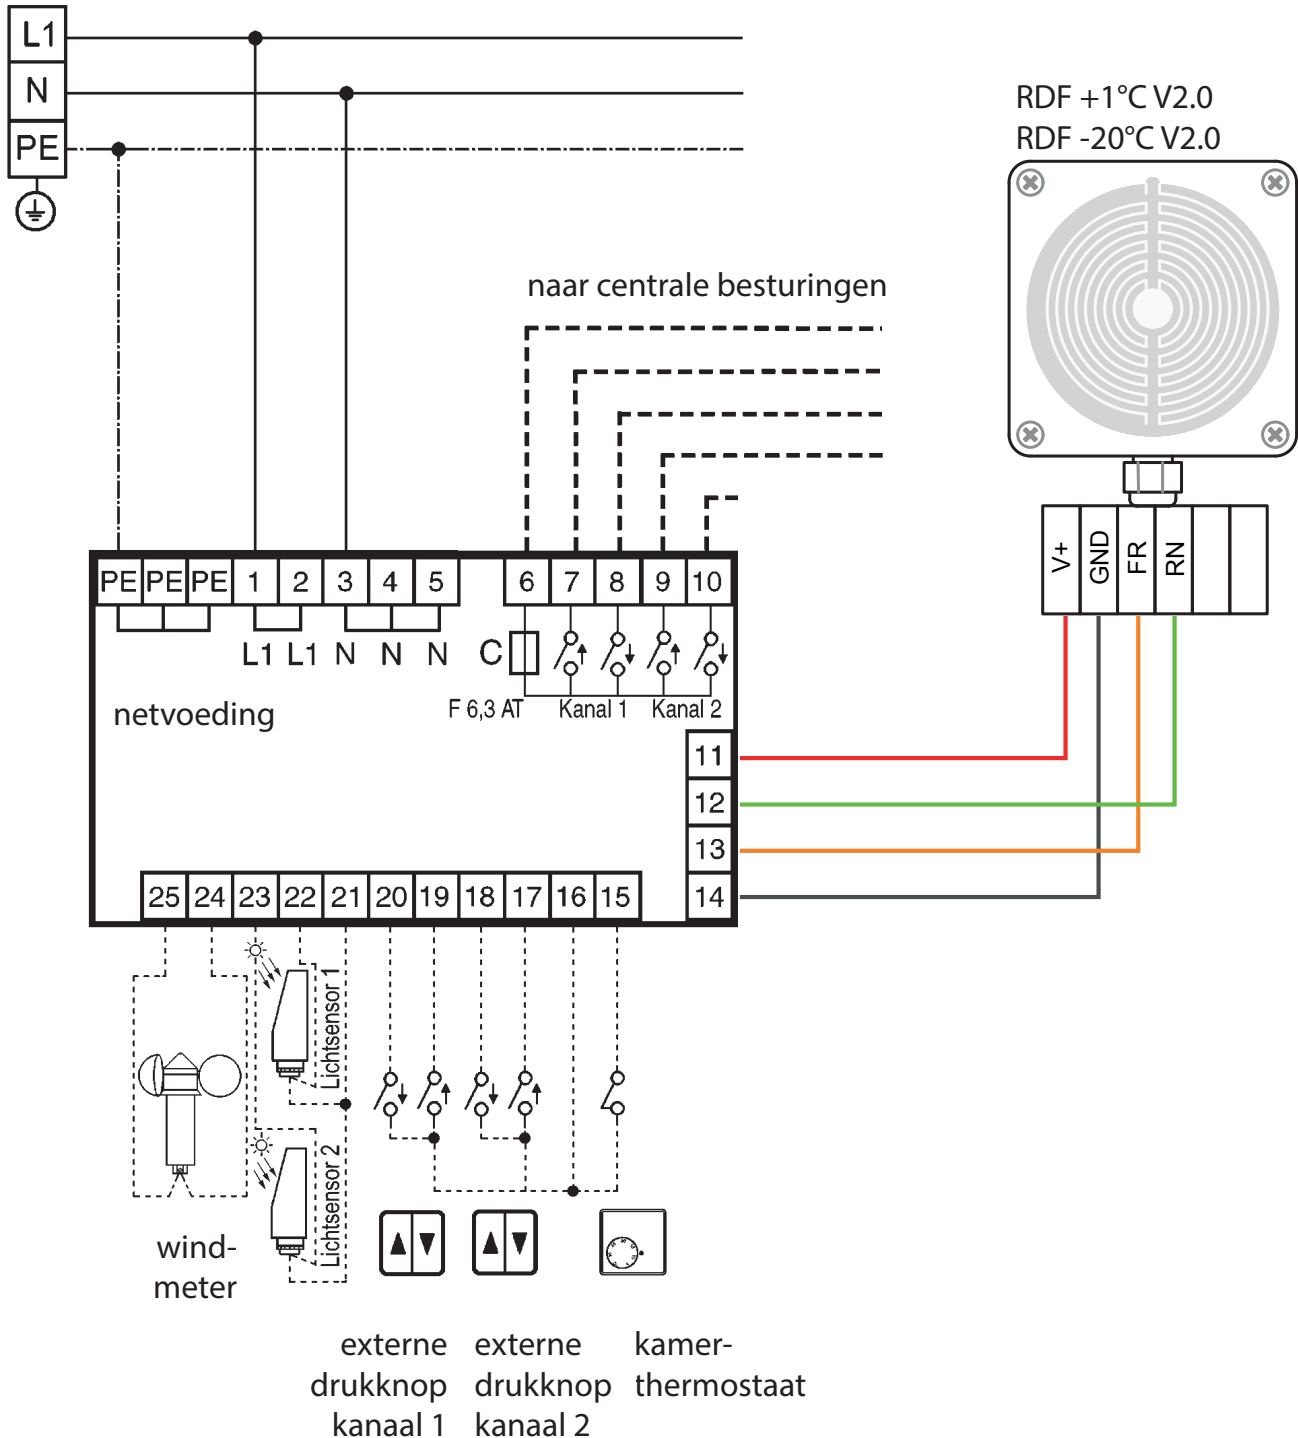 L1
N
PE
RDF +1°C V2.0
RDF -20°C V2.0
naar centrale besturingen
V+ GND FR RN
PE PE PE 1 2 3 4 5 6 7 8 9 10
L1 L1 N N N C
F 6,3 AT Kanal 1 Kanal 2
netvoeding
11
12
13
14
25 24 23 22 21 20 19 18 17 16 15
Lichtsensor 1
Lichtsensor 2
wind-
meter
externe
drukknop
kanaal 1
externe
drukknop
kanaal 2
kamer-
thermostaat